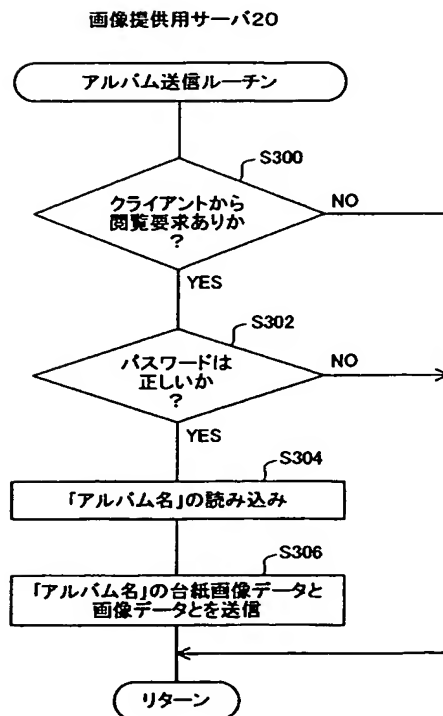 画像提供用サーバ20
アルバム送信ルーチン
S300
クライアントから
閲覧要求ありか
?
NO
YES
S302
パスワードは
正しいか
?
NO
YES
S304
「アルバム名」の読み込み
S306
「アルバム名」の台紙画像データと
画像データとを送信
リターン